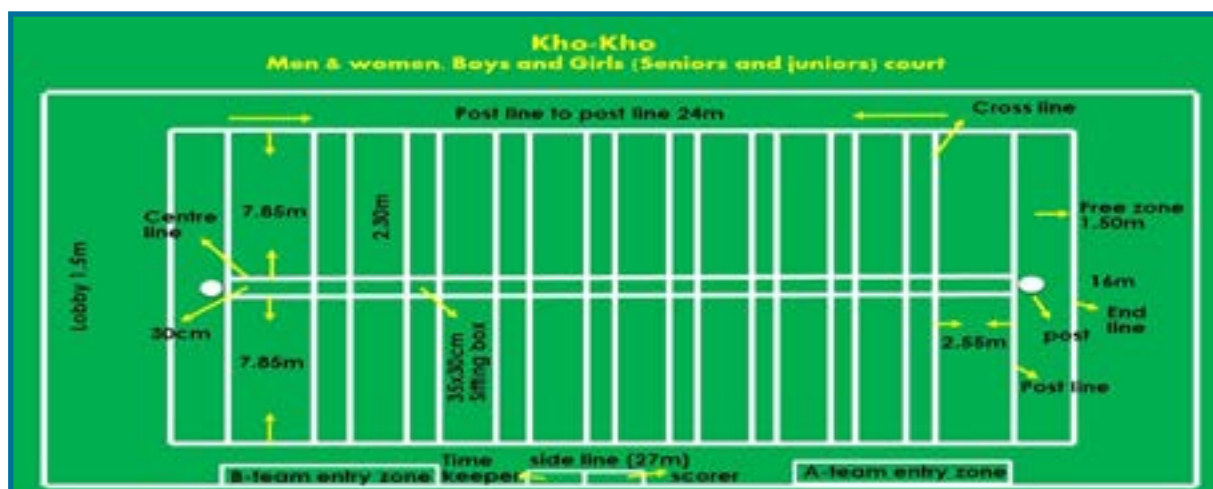 Kho-Kho
Men & women. Boys and Girls (Seniors and juniors) court
Post line to post line 24m
Cross line
7.85m
Centre
line
2.30m
Free zone
1.50m
Lobby 1.5m
16m
30cm
End
line
post
2.55m
7.85m
35x30cm
Sitting box
Post line
B-team entry zone
Time
keeper
side line (27m)
scorer
A-team entry zone